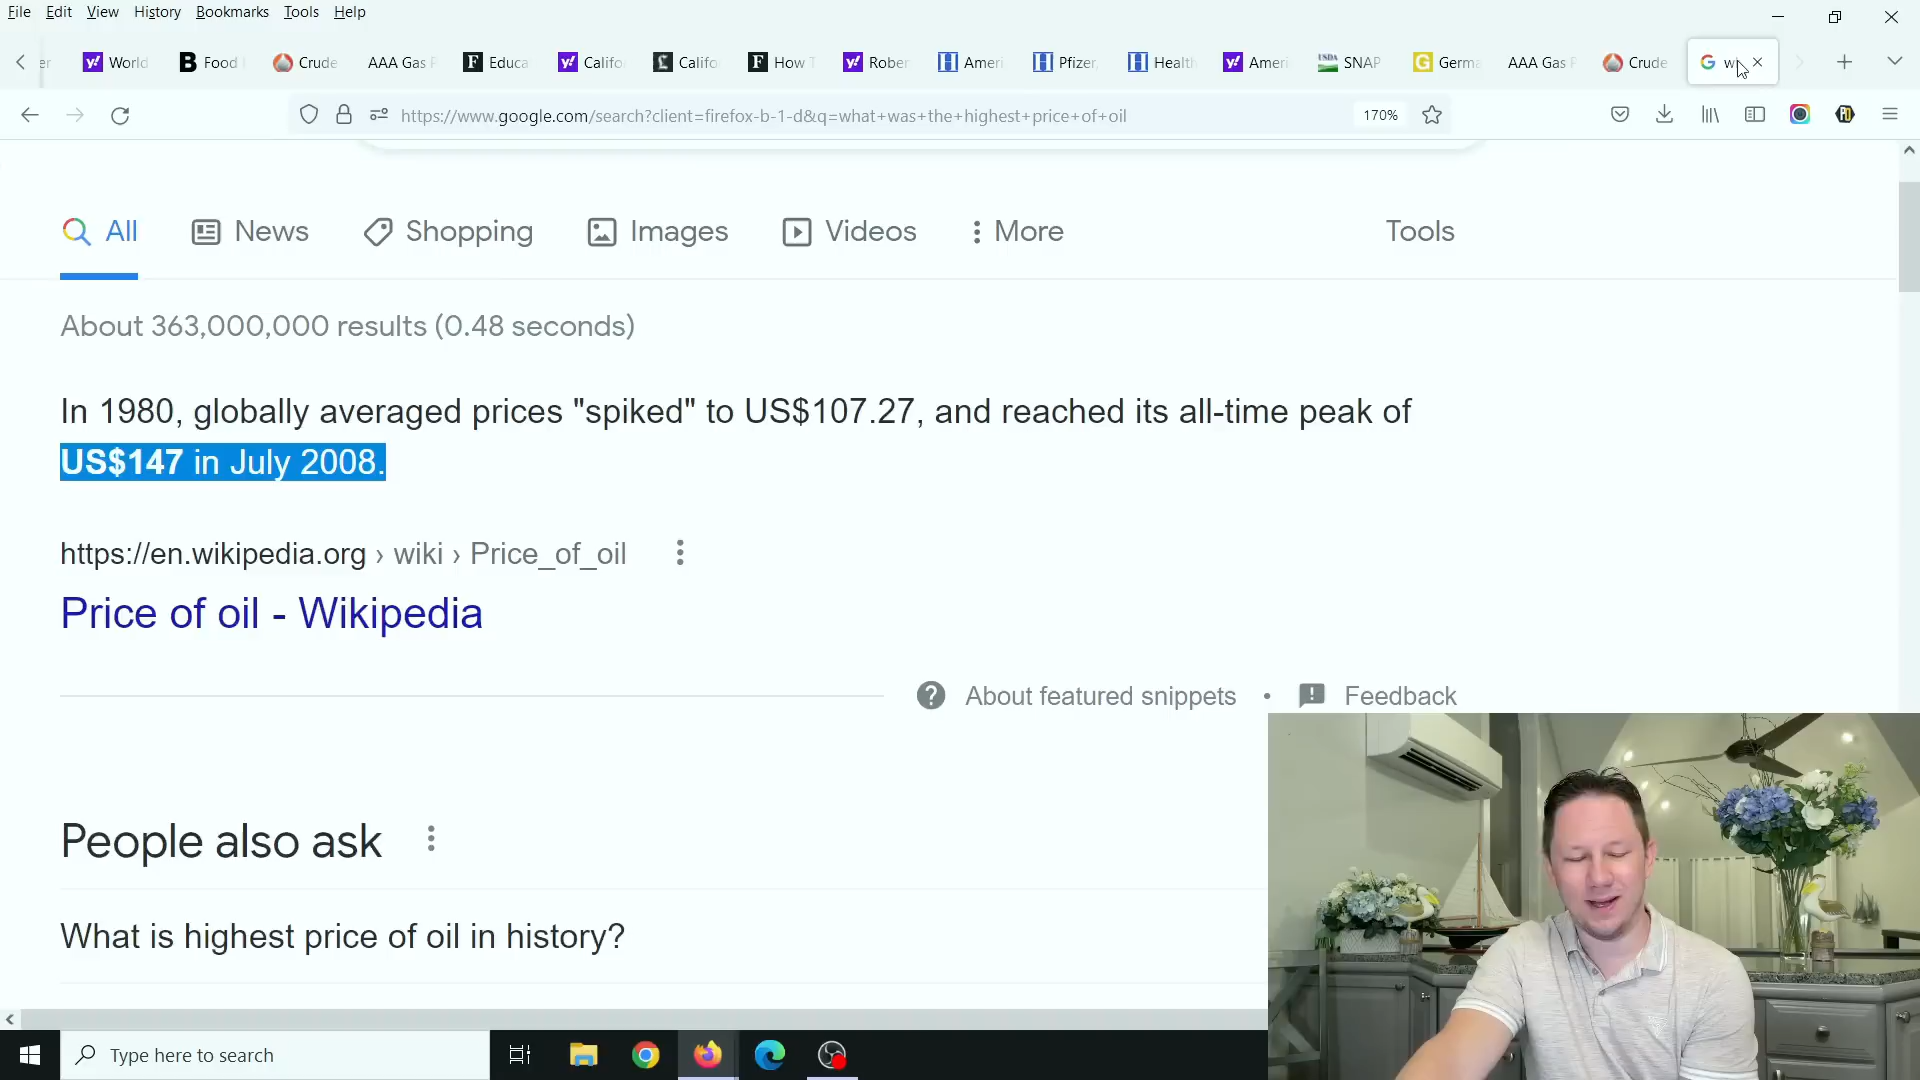 File Edit View History Bookmarks Tools Help
er World Food Crude AAA Gas Educa Califo Califo How Rober Ameri Pfizer, Health Ameri SNAP Germa AAA Gas Crude w
https://www.google.com/search?client=firefox-b-1-d&q=what+was+the+highest+price+of+oil 170%
All News Shopping Images Videos More Tools
About 363,000,000 results (0.48 seconds)
In 1980, globally averaged prices "spiked" to US$107.27, and reached its all-time peak of
US$147 in July 2008.
https://en.wikipedia.org › wiki › Price_of_oil
Price of oil - Wikipedia
About featured snippets • Feedback
People also ask
What is highest price of oil in history?
Type here to search